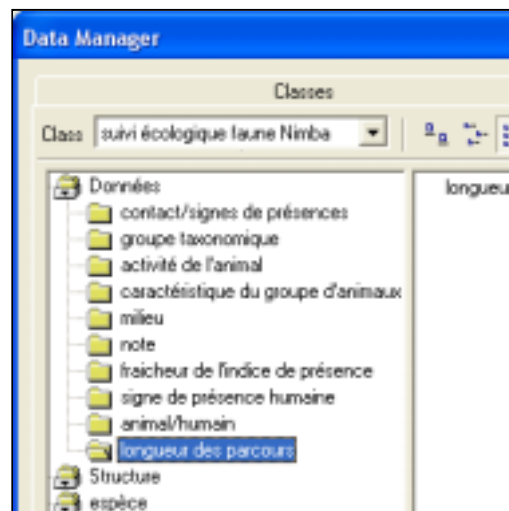 Data Manager
Classes
Class suivi écologique faune Nimba
Données longueur
contact/signes de présences
groupe taxonomique
activité de l'animal
caractéristique du groupe d'animaux
milieu
note
fraicheur de l'indice de présence
signe de présence humaine
animal/humain
longueur des parcours
Structure
espèce